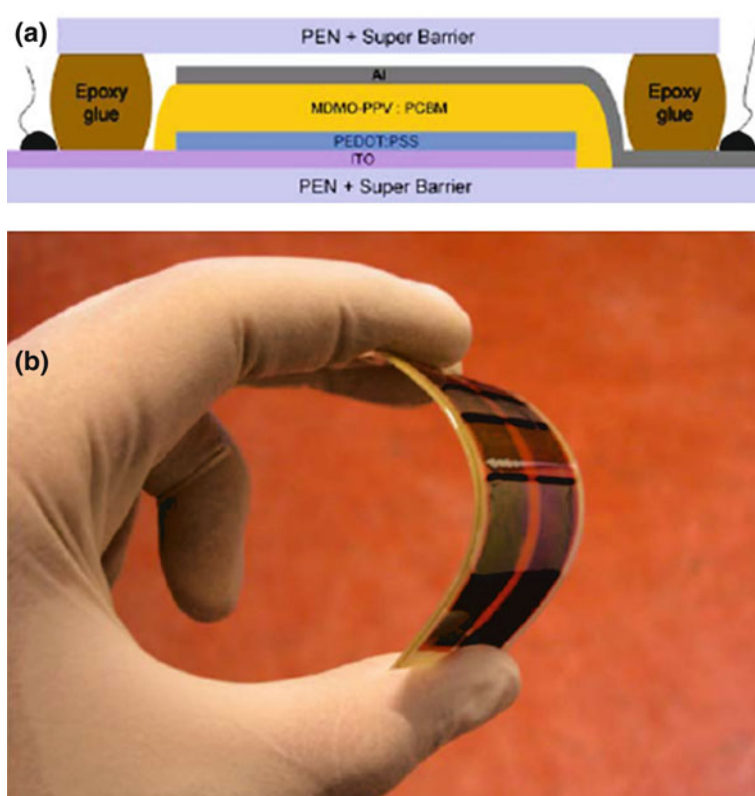 (a)
PEN + Super Barrier
Epoxy
glue
Al
MDMO-PPV : PCBM
PEDOT:PSS
ITO
Epoxy
glue
PEN + Super Barrier
(b)